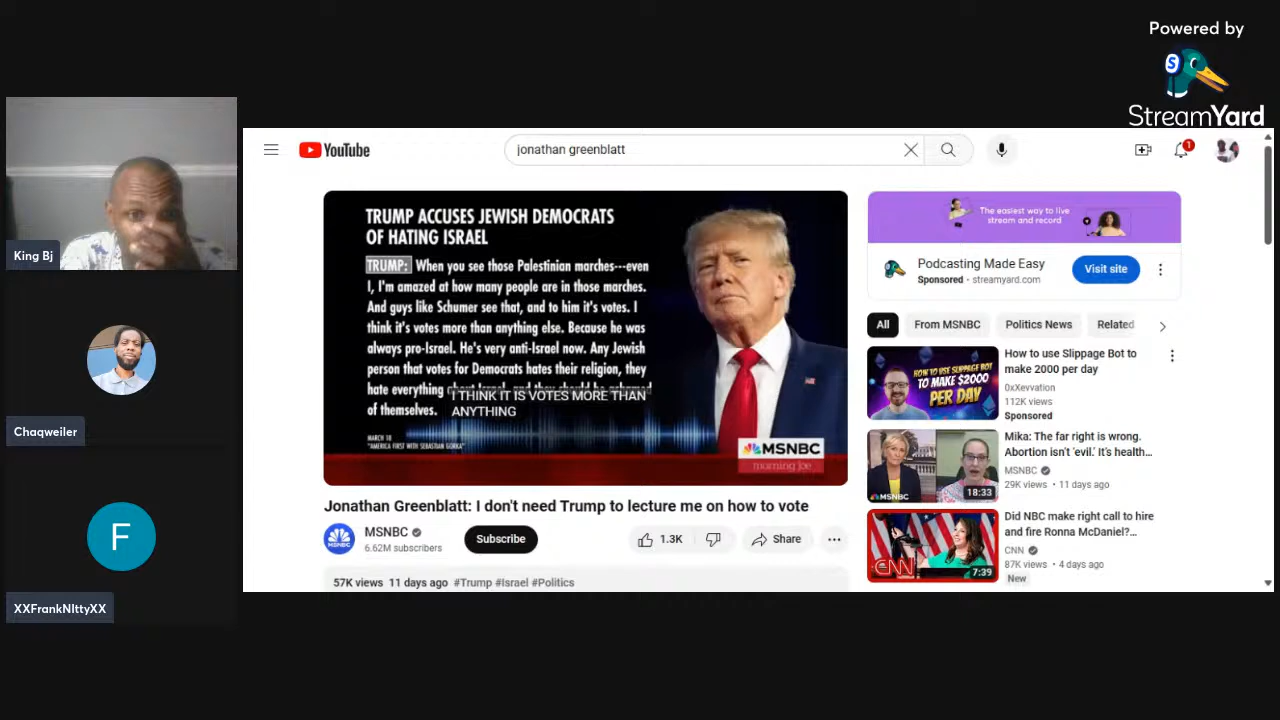 Powered by
StreamYard
King Bj
Chaqweiler
F
XXFrankNIttyXX
YouTube
jonathan greenblatt
1
TRUMP ACCUSES JEWISH DEMOCRATS
OF HATING ISRAEL
TRUMP: When you see those Palestinian marches---even
I, I'm amazed at how many people are in those marches.
And guys like Schumer see that, and to him it's votes. I
think it's votes more than anything else. Because he was
always pro-Israel. He's very anti-Israel now. Any Jewish
person that votes for Democrats hates their religion, they
hate everything about Israel, and they should be ashamed
of themselves.
I THINK IT IS VOTES MORE THAN
ANYTHING
MARCH 18
"AMERICA FIRST WITH SEBASTIAN GORKA"
MSNBC
morning joe
Jonathan Greenblatt: I don't need Trump to lecture me on how to vote
MSNBC
6.62M subscribers
Subscribe
1.3K
Share
57K views 11 days ago #Trump #Israel #Politics
The easiest way to live
stream and record
Podcasting Made Easy
Sponsored · streamyard.com
Visit site
All
From MSNBC
Politics News
Related
HOW TO USE SLIPPAGE BOT
TO MAKE $2000
PER DAY
How to use Slippage Bot to
make 2000 per day
0xXevvation
112K views
Sponsored
MSNBC
18:33
Mika: The far right is wrong.
Abortion isn't 'evil.' It's health...
MSNBC
29K views · 11 days ago
CNN
7:39
Did NBC make right call to hire
and fire Ronna McDaniel?...
CNN
87K views · 4 days ago
New